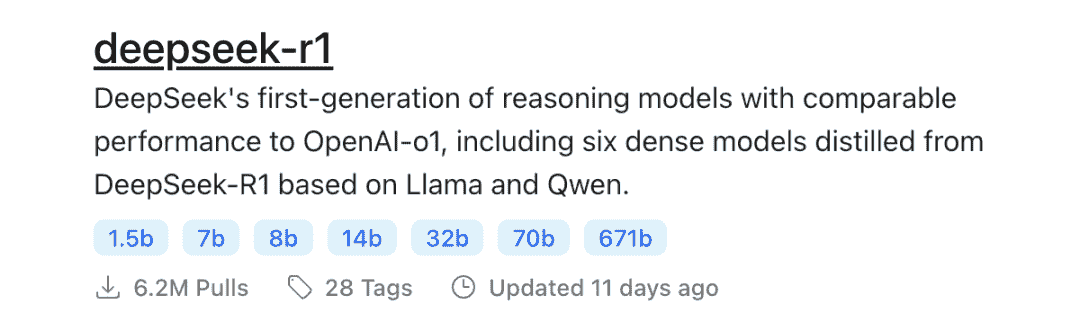 deepseek-r1
DeepSeek's first-generation of reasoning models with comparable
performance to OpenAI-o1, including six dense models distilled from
DeepSeek-R1 based on Llama and Qwen.
1.5b 7b 8b 14b 32b 70b 671b
6.2M Pulls 28 Tags Updated 11 days ago